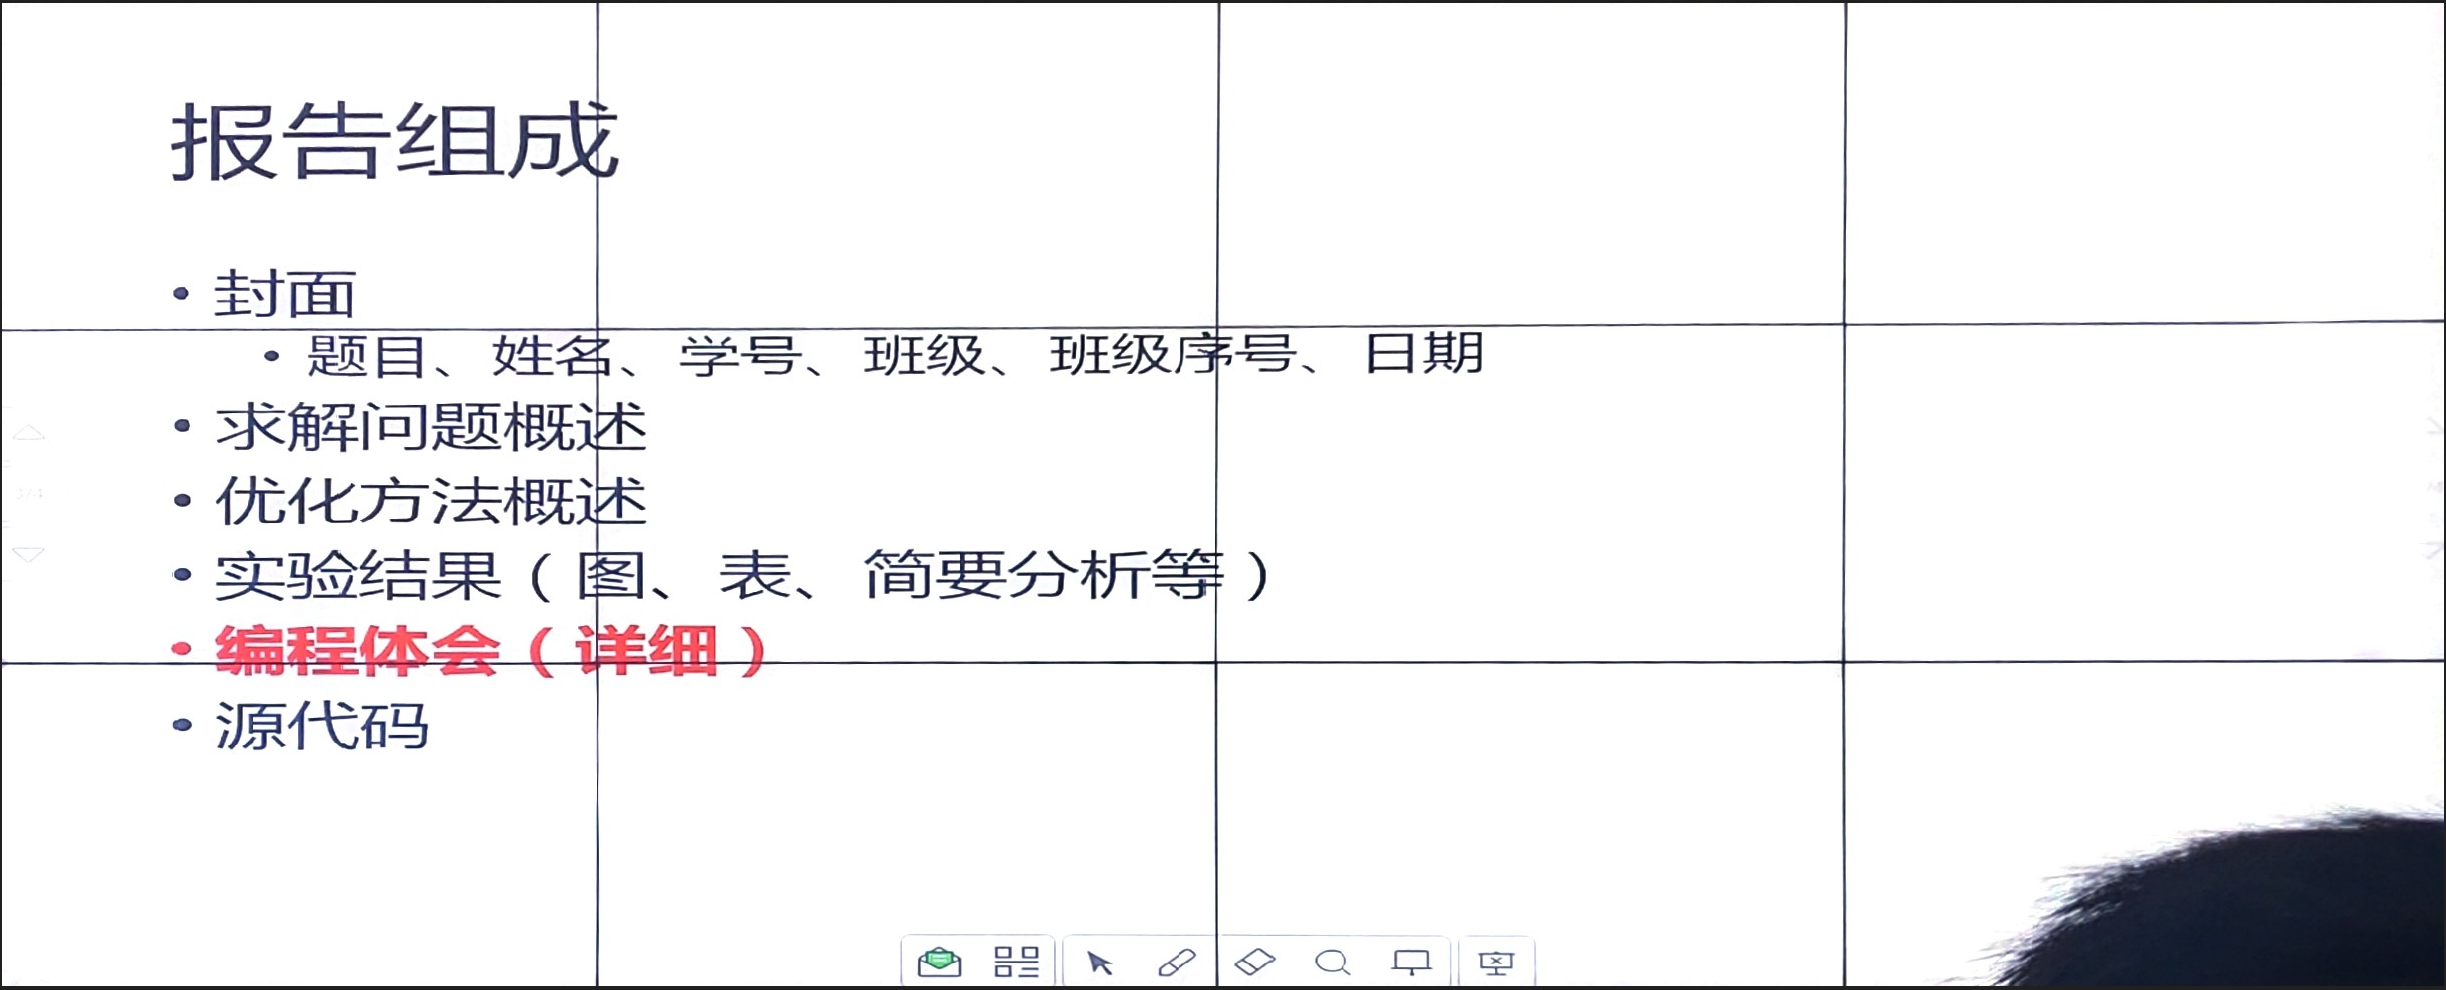 报告组成
• 封面
• 题目、姓名、学号、班级、班级序号、日期
• 求解问题概述
• 优化方法概述
• 实验结果（图、表、简要分析等）
• 编程体会（详细）
• 源代码